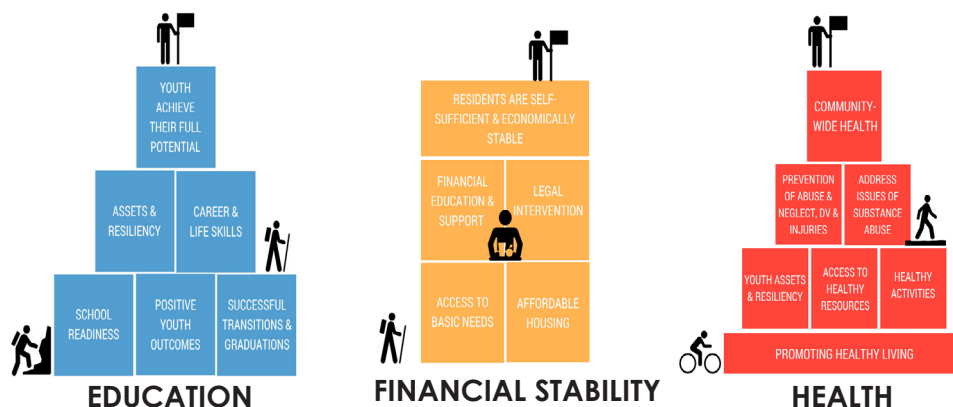 YOUTH
ACHIEVE
THEIR FULL
POTENTIAL
ASSETS &
RESILIENCY
CAREER &
LIFE SKILLS
SCHOOL
READINESS
POSITIVE
YOUTH
OUTCOMES
SUCCESSFUL
TRANSITIONS &
GRADUATIONS
EDUCATION
RESIDENTS ARE SELF-
SUFFICIENT & ECONOMICALLY
STABLE
FINANCIAL
EDUCATION &
SUPPORT
LEGAL
INTERVENTION
ACCESS TO
BASIC NEEDS
AFFORDABLE
HOUSING
FINANCIAL STABILITY
COMMUNITY-
WIDE HEALTH
PREVENTION
OF ABUSE &
NEGLECT, DV &
INJURIES
ADDRESS
ISSUES OF
SUBSTANCE
ABUSE
YOUTH ASSETS
& RESILIENCY
ACCESS TO
HEALTHY
RESOURCES
HEALTHY
ACTIVITIES
PROMOTING HEALTHY LIVING
HEALTH